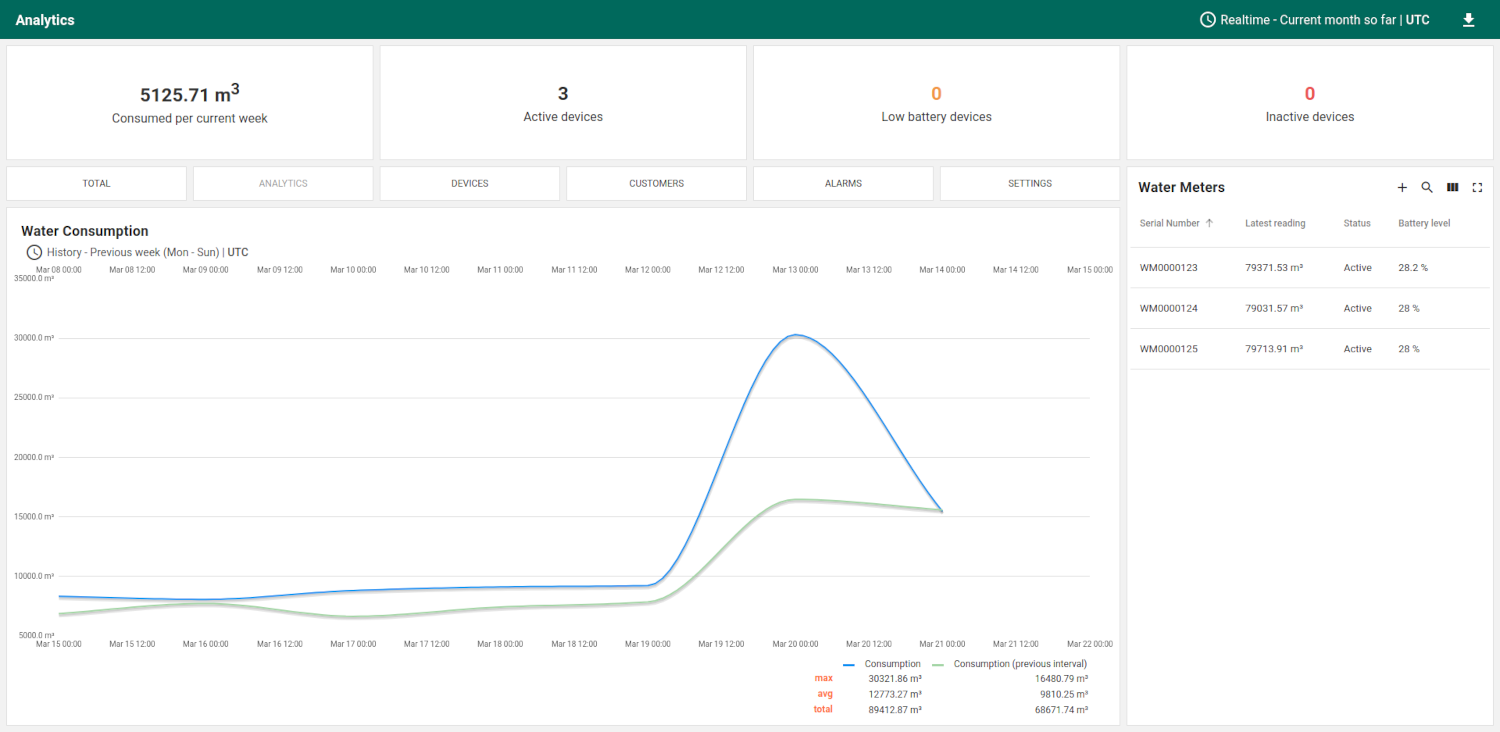 Analytics
Realtime - Current month so far | UTC
5125.71 m³
Consumed per current week
3
Active devices
0
Low battery devices
0
Inactive devices
TOTAL
ANALYTICS
DEVICES
CUSTOMERS
ALARMS
SETTINGS
Water Consumption
History - Previous week (Mon - Sun) | UTC
Mar 08 00:00 Mar 08 12:00 Mar 09 00:00 Mar 09 12:00 Mar 10 00:00 Mar 10 12:00 Mar 11 00:00 Mar 11 12:00 Mar 12 00:00 Mar 12 12:00 Mar 13 00:00 Mar 13 12:00 Mar 14 00:00 Mar 14 12:00 Mar 15 00:00
35000.0 m³
30000.0 m³
25000.0 m³
20000.0 m³
15000.0 m³
10000.0 m³
5000.0 m³
Mar 15 00:00 Mar 15 12:00 Mar 16 00:00 Mar 16 12:00 Mar 17 00:00 Mar 17 12:00 Mar 18 00:00 Mar 18 12:00 Mar 19 00:00 Mar 19 12:00 Mar 20 00:00 Mar 20 12:00 Mar 21 00:00 Mar 21 12:00 Mar 22 00:00
Consumption Consumption (previous interval)
max 30321.86 m³ 16480.79 m³
avg 12773.27 m³ 9810.25 m³
total 89412.87 m³ 68671.74 m³
Water Meters
Serial Number Latest reading Status Battery level
WM0000123 79371.53 m³ Active 28.2 %
WM0000124 79031.57 m³ Active 28 %
WM0000125 79713.91 m³ Active 28 %